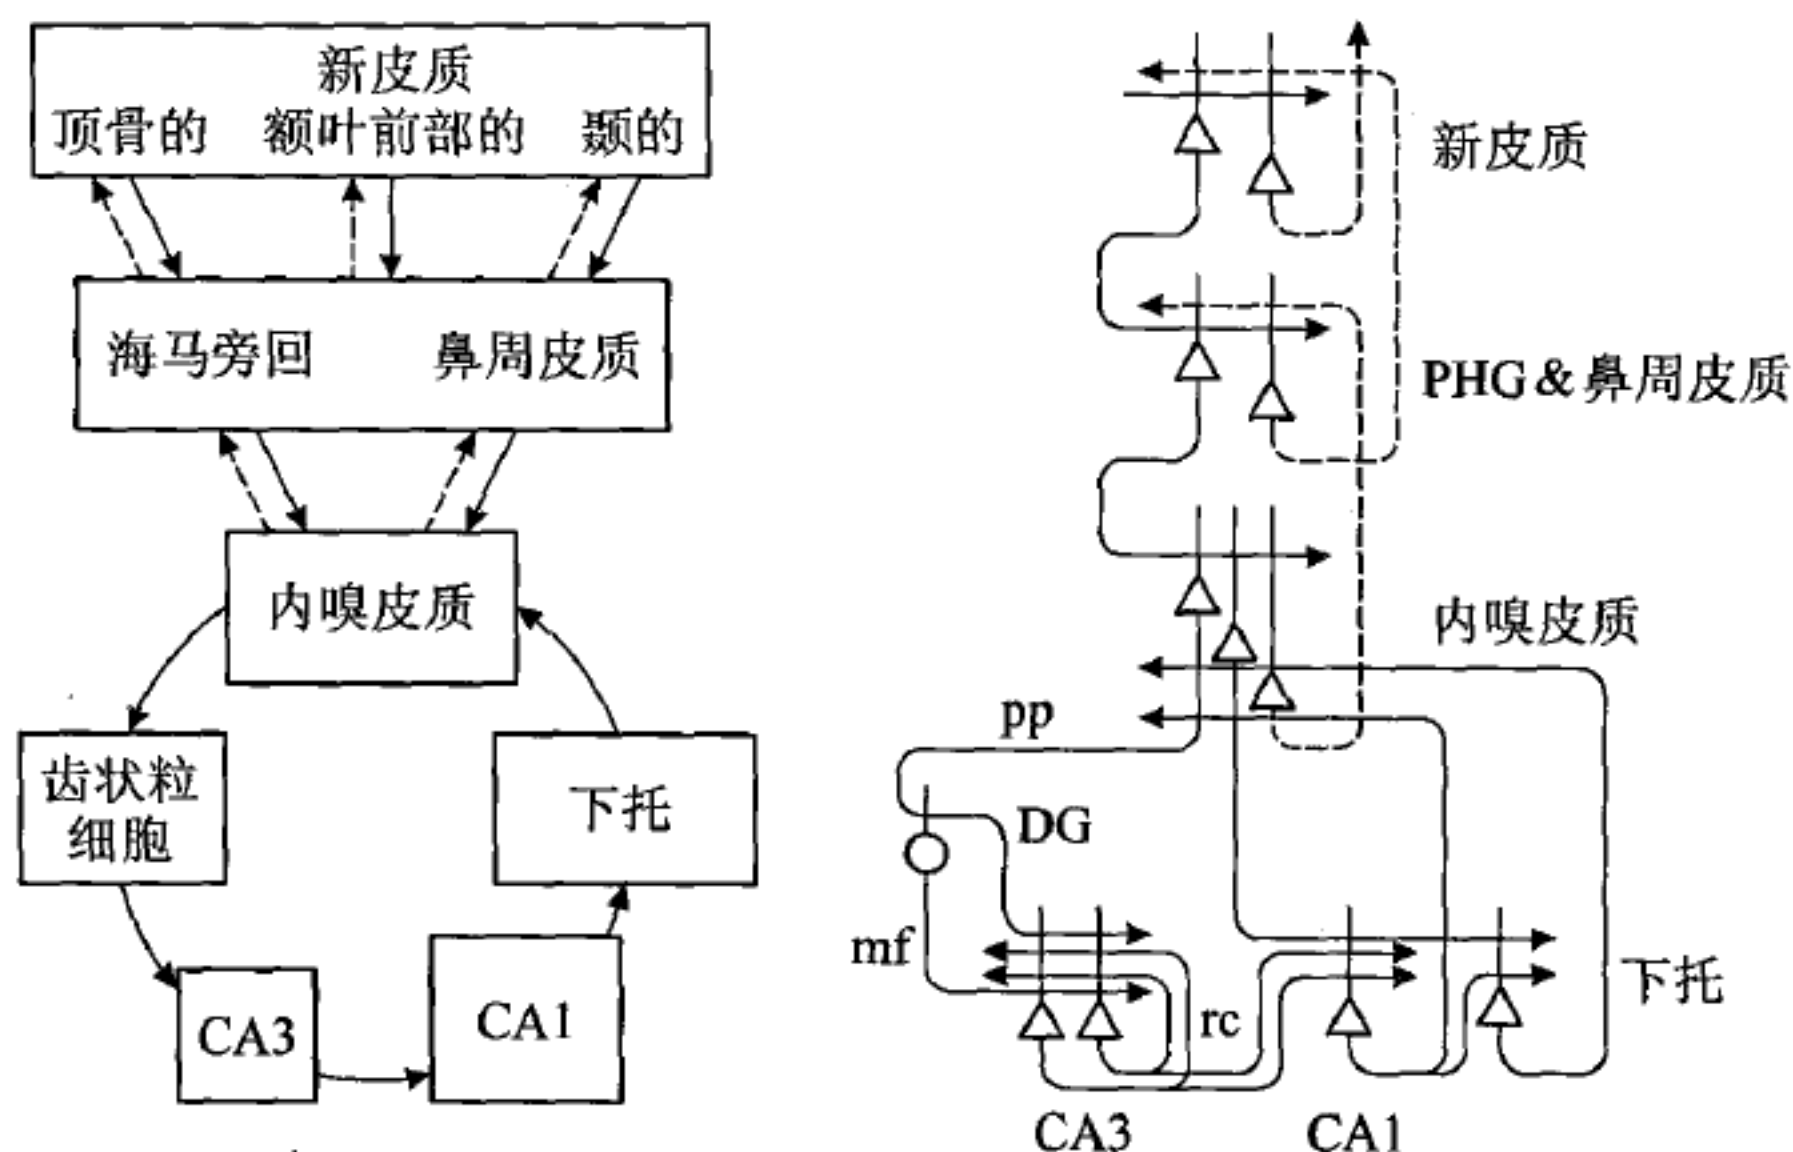 新皮质
顶骨的 额叶前部的 颞的
海马旁回 鼻周皮质
内嗅皮质
齿状粒
细胞
下托
CA3
CA1
新皮质
PHG&鼻周皮质
内嗅皮质
pp
DG
mf
rc
下托
CA3
CA1